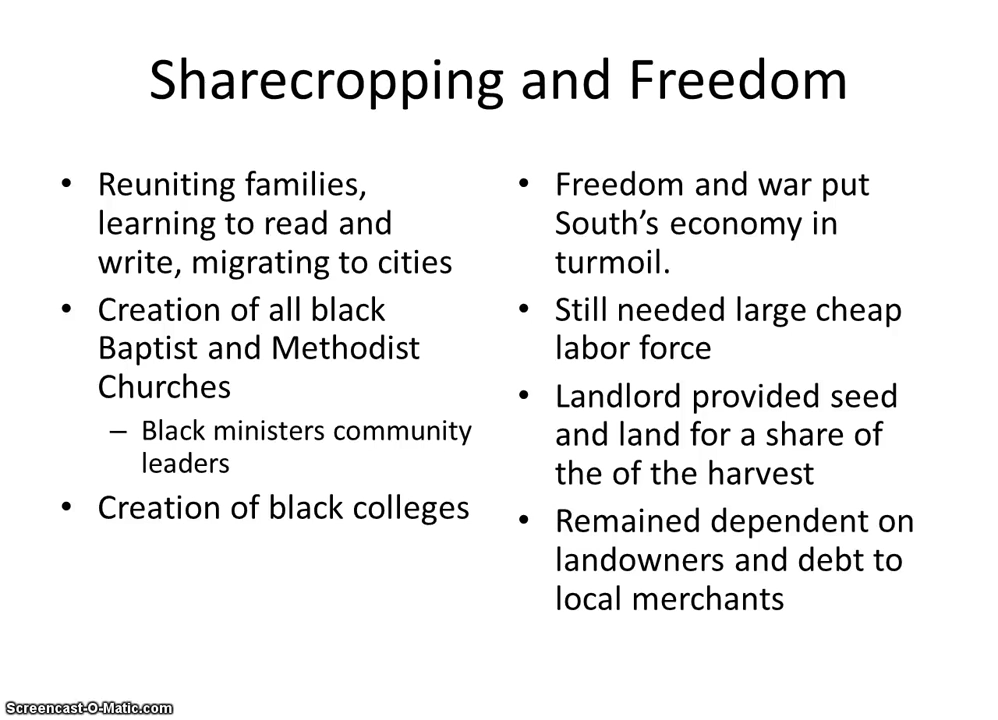 Sharecropping and Freedom
• Reuniting families,
learning to read and
write, migrating to cities
• Creation of all black
Baptist and Methodist
Churches
– Black ministers community
leaders
• Creation of black colleges
• Freedom and war put
South’s economy in
turmoil.
• Still needed large cheap
labor force
• Landlord provided seed
and land for a share of
the of the harvest
• Remained dependent on
landowners and debt to
local merchants
Screencast-O-Matic.com